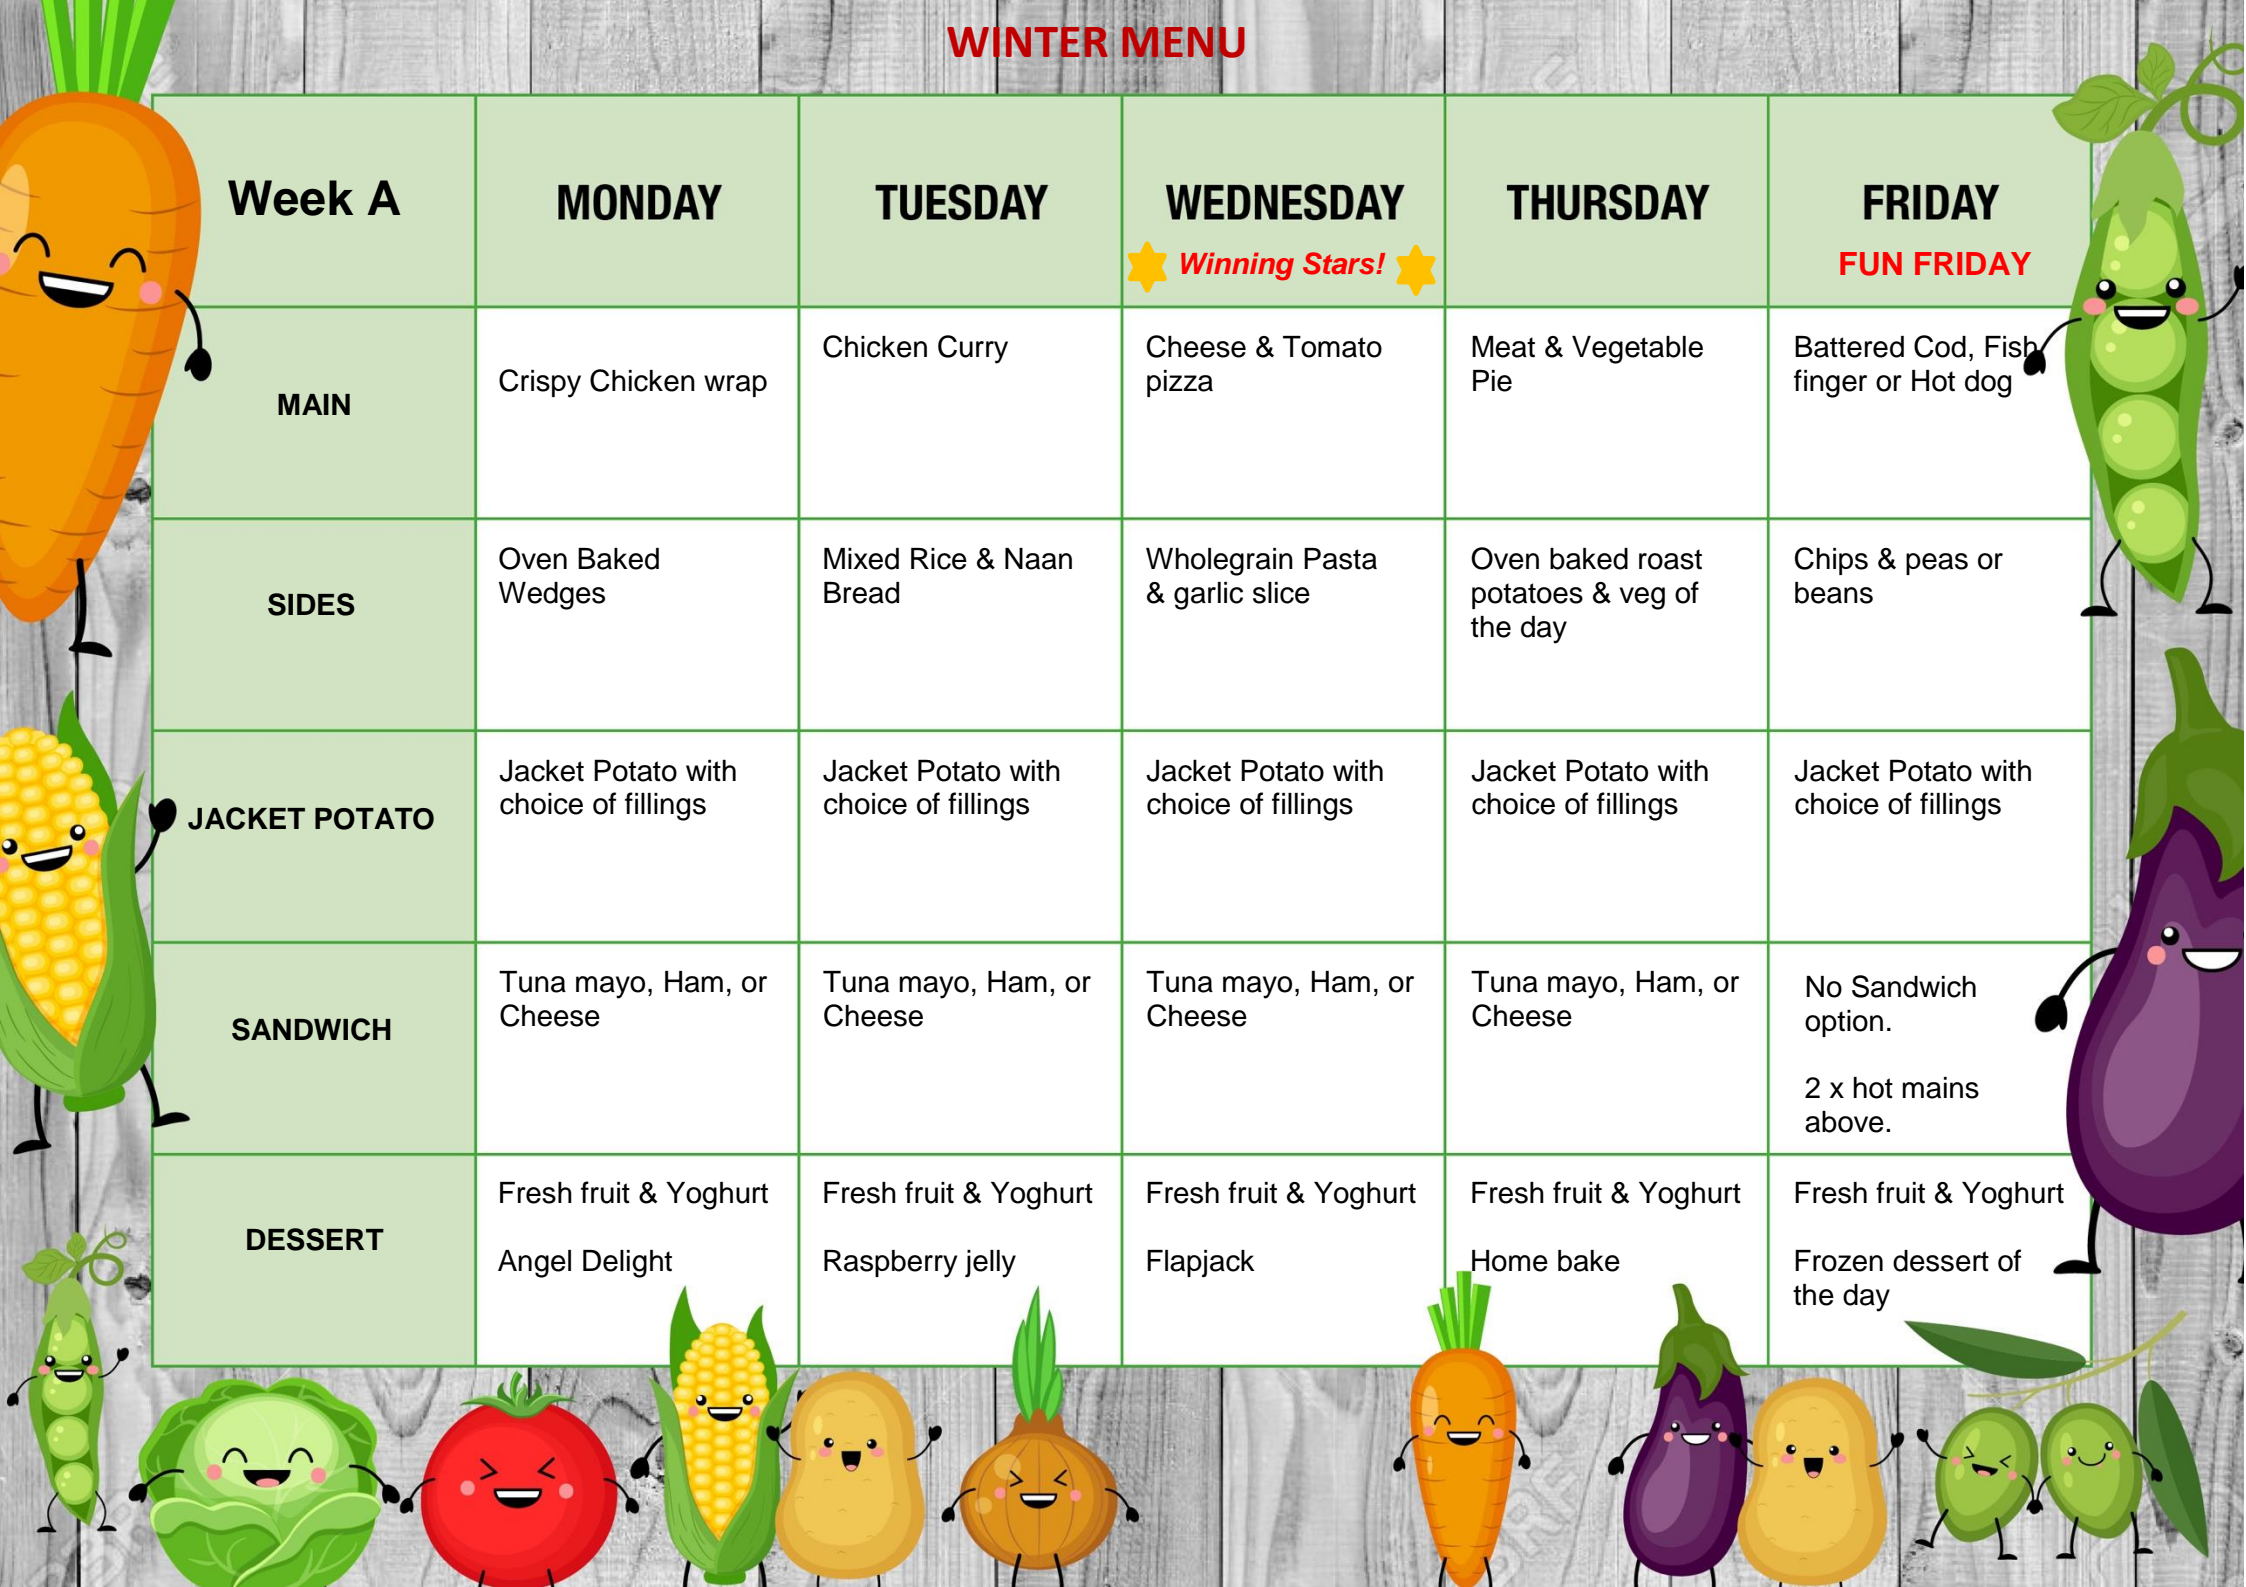 WINTER MENU
Week A
MONDAY
TUESDAY
WEDNESDAY
Winning Stars!
THURSDAY
FRIDAY
FUN FRIDAY
MAIN
Crispy Chicken wrap
Chicken Curry
Cheese & Tomato
pizza
Meat & Vegetable
Pie
Battered Cod, Fish
finger or Hot dog
SIDES
Oven Baked
Wedges
Mixed Rice & Naan
Bread
Wholegrain Pasta
& garlic slice
Oven baked roast
potatoes & veg of
the day
Chips & peas or
beans
JACKET POTATO
Jacket Potato with
choice of fillings
Jacket Potato with
choice of fillings
Jacket Potato with
choice of fillings
Jacket Potato with
choice of fillings
Jacket Potato with
choice of fillings
SANDWICH
Tuna mayo, Ham, or
Cheese
Tuna mayo, Ham, or
Cheese
Tuna mayo, Ham, or
Cheese
Tuna mayo, Ham, or
Cheese
No Sandwich
option.
2 x hot mains
above.
DESSERT
Fresh fruit & Yoghurt
Angel Delight
Fresh fruit & Yoghurt
Raspberry jelly
Fresh fruit & Yoghurt
Flapjack
Fresh fruit & Yoghurt
Home bake
Fresh fruit & Yoghurt
Frozen dessert of
the day